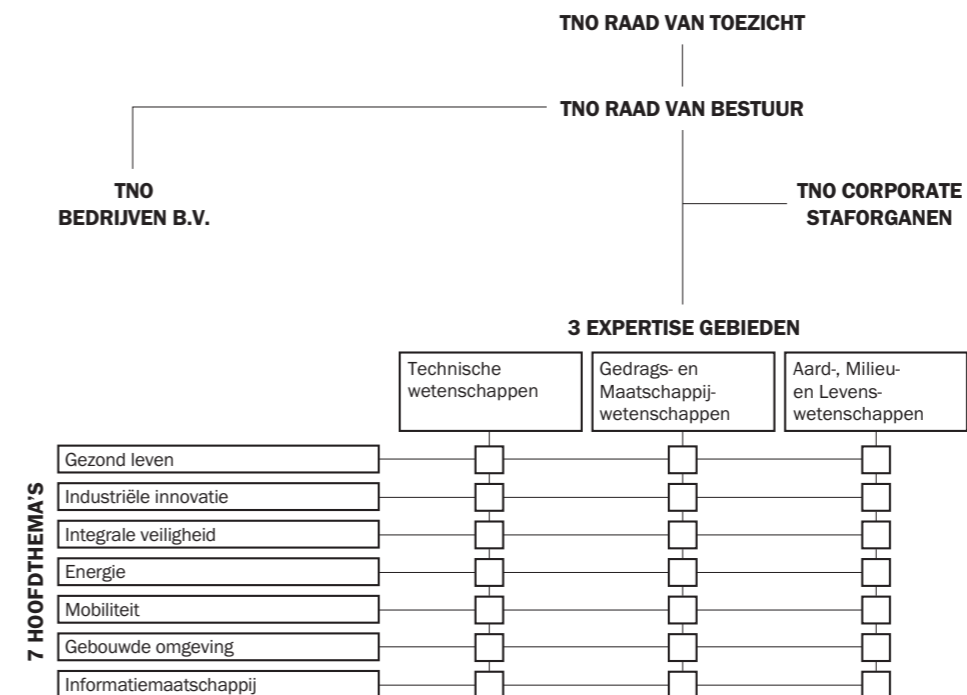 TNO RAAD VAN TOEZICHT
TNO RAAD VAN BESTUUR
TNO
BEDRIJVEN B.V.
TNO CORPORATE
STAFORGANEN
3 EXPERTISE GEBIEDEN
Technische
wetenschappen
Gedrags- en
Maatschappij-
wetenschappen
Aard-, Milieu-
en Levens-
wetenschappen
7 HOOFDTHEMA'S
Gezond leven
Industriële innovatie
Integrale veiligheid
Energie
Mobiliteit
Gebouwde omgeving
Informatiemaatschappij